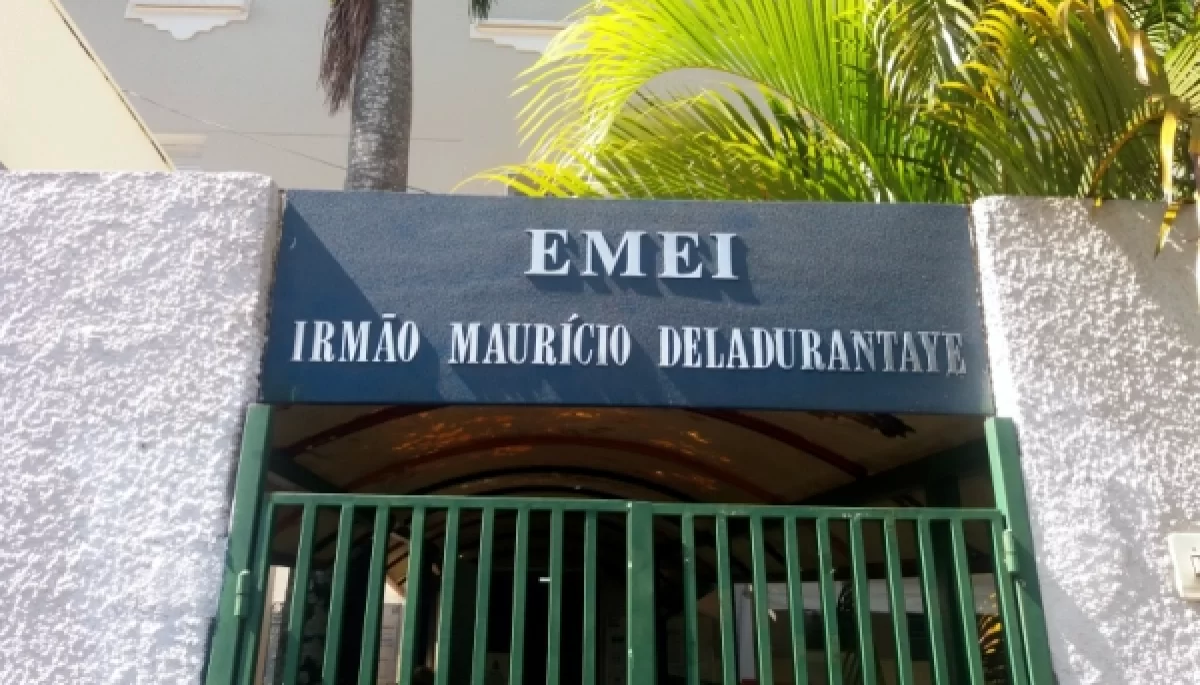 EMEI
IRMÃO MAURÍCIO DELADURANTAYE